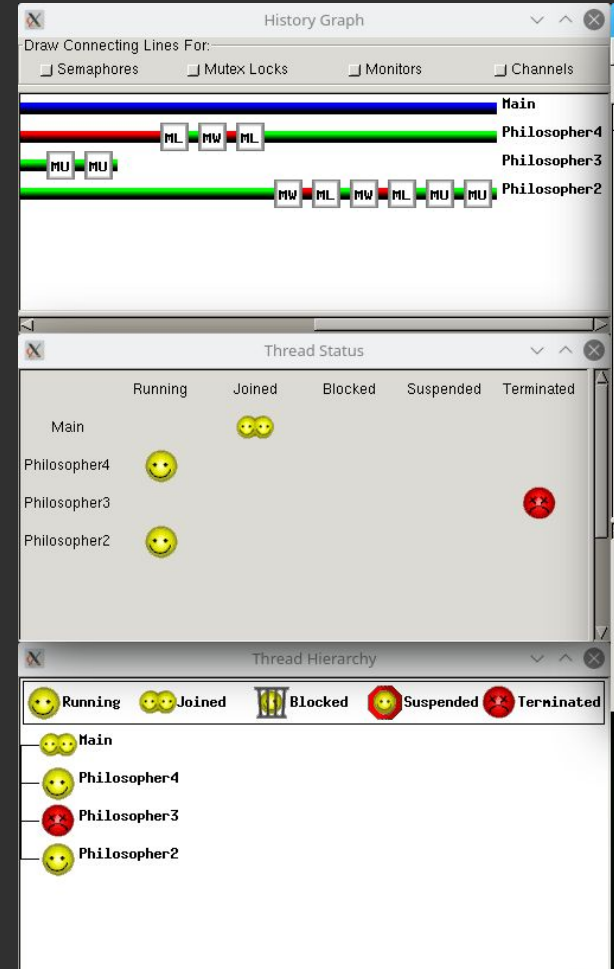 History Graph
Draw Connecting Lines For:
Semaphores Mutex Locks Monitors Channels
Main
ML MW ML Philosopher4
MU MU Philosopher3
MW ML MW ML MU MU Philosopher2
Thread Status
Running Joined Blocked Suspended Terminated
Main
Philosopher4
Philosopher3
Philosopher2
Thread Hierarchy
Running Joined Blocked Suspended Terminated
Main
Philosopher4
Philosopher3
Philosopher2